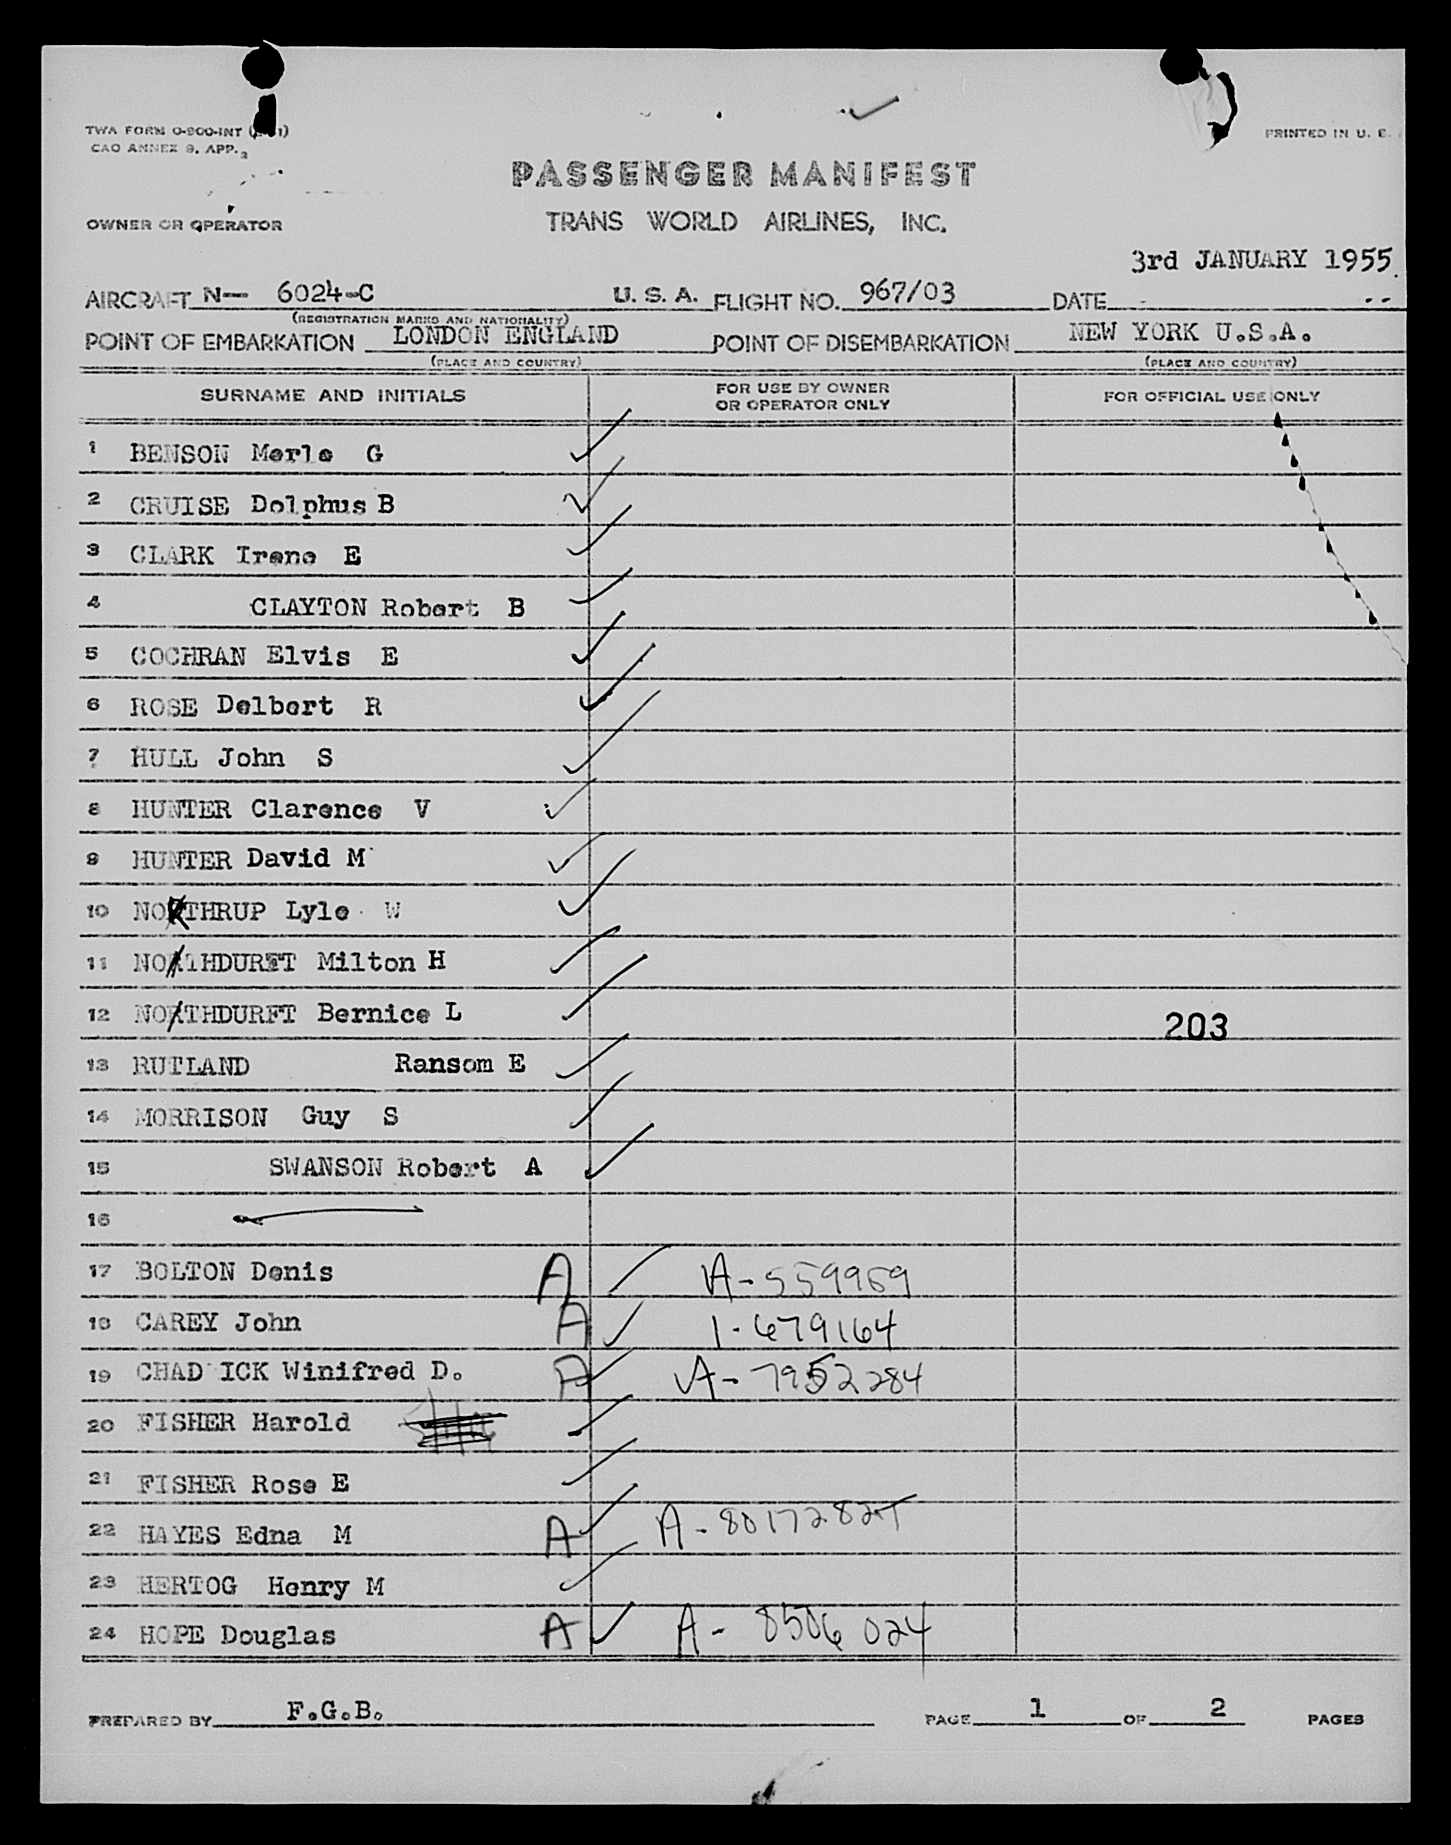 TWA FORM O-900-INT
CAO ANNEX 9, APP. 2
PRINTED IN U. S.
PASSENGER MANIFEST
OWNER OR OPERATOR
TRANS WORLD AIRLINES, INC.
3rd JANUARY 1955
AIRCRAFT N-- 6024-C U. S. A. FLIGHT NO. 967/03 DATE
(REGISTRATION MARKS AND NATIONALITY)
POINT OF EMBARKATION LONDON ENGLAND POINT OF DISEMBARKATION NEW YORK U.S.A.
(PLACE AND COUNTRY) (PLACE AND COUNTRY)
SURNAME AND INITIALS FOR USE BY OWNER OR OPERATOR ONLY FOR OFFICIAL USE ONLY
1 BENSON Merle G
2 CRUISE Dolphus B
3 CLARK Irene E
4 CLAYTON Robert B
5 COCHRAN Elvis E
6 ROSE Delbert R
7 HULL John S
8 HUNTER Clarence V
9 HUNTER David M
10 NORTHRUP Lyle W
11 NORTHDURFT Milton H
12 NORTHDURFT Bernice L 203
13 RUTLAND Ransom E
14 MORRISON Guy S
15 SWANSON Robert A
16
17 BOLTON Denis A A-559969
18 CAREY John A 1-679164
19 CHAD ICK Winifred D. A A-7952284
20 FISHER Harold
21 FISHER Rose E
22 HAYES Edna M A
23 HERTOG Henry M
24 HOPE Douglas A A-8506024
PREPARED BY F.G.B. PAGE 1 OF 2 PAGES